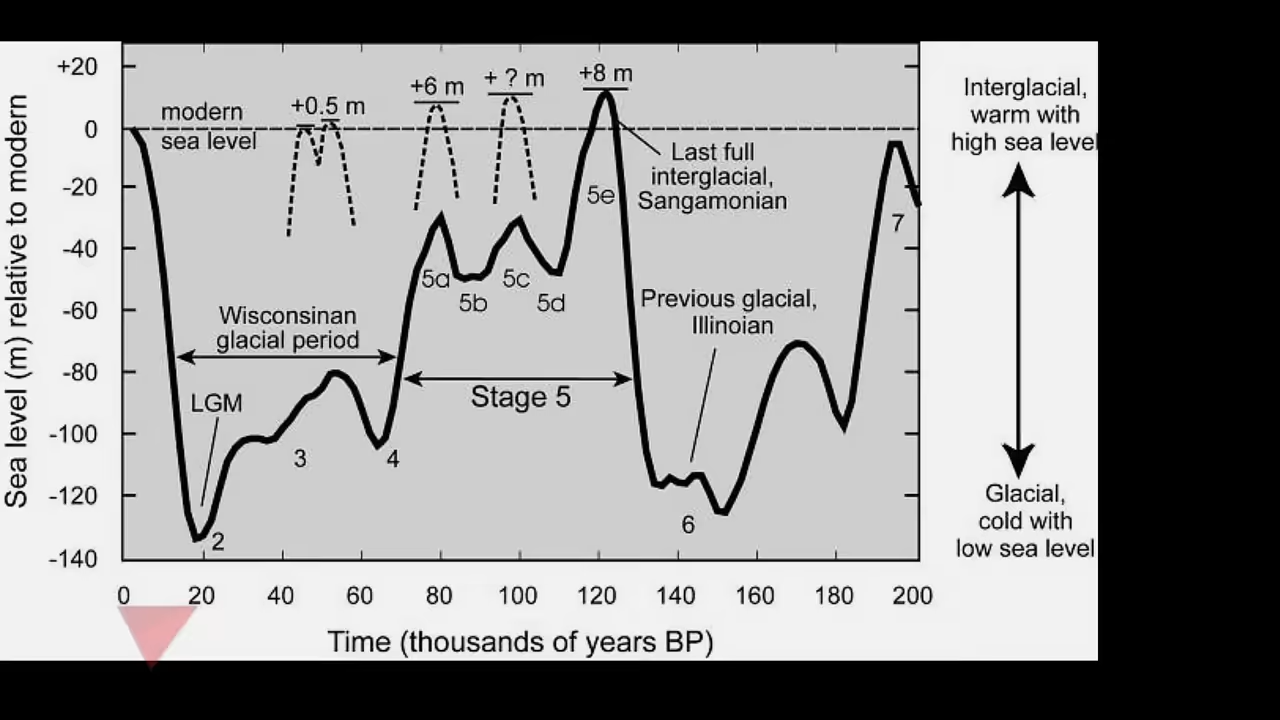 Sea level (m) relative to modern
+20
0
-20
-40
-60
-80
-100
-120
-140
modern
sea level
+0.5 m
+6 m
+ ? m
+8 m
Last full
interglacial,
Sangamonian
5e
7
5a
5b
5c
5d
Wisconsinan
glacial period
Previous glacial,
Illinoian
Stage 5
LGM
3
4
2
6
0
20
40
60
80
100
120
140
160
180
200
Time (thousands of years BP)
Interglacial,
warm with
high sea level
Glacial,
cold with
low sea level